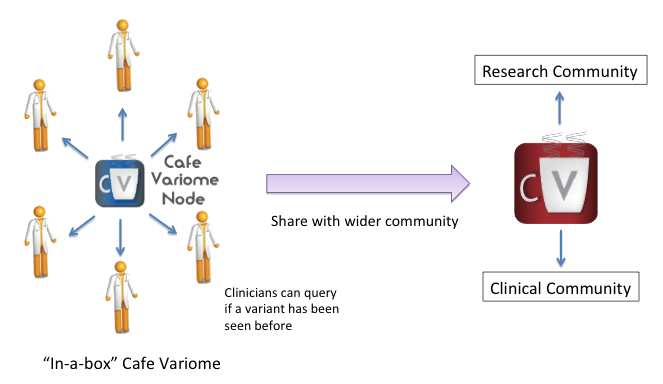 CV
Cafe
Variome
Node
Clinicians can query
if a variant has been
seen before
“In-a-box” Cafe Variome
Share with wider community
Research Community
CV
Clinical Community